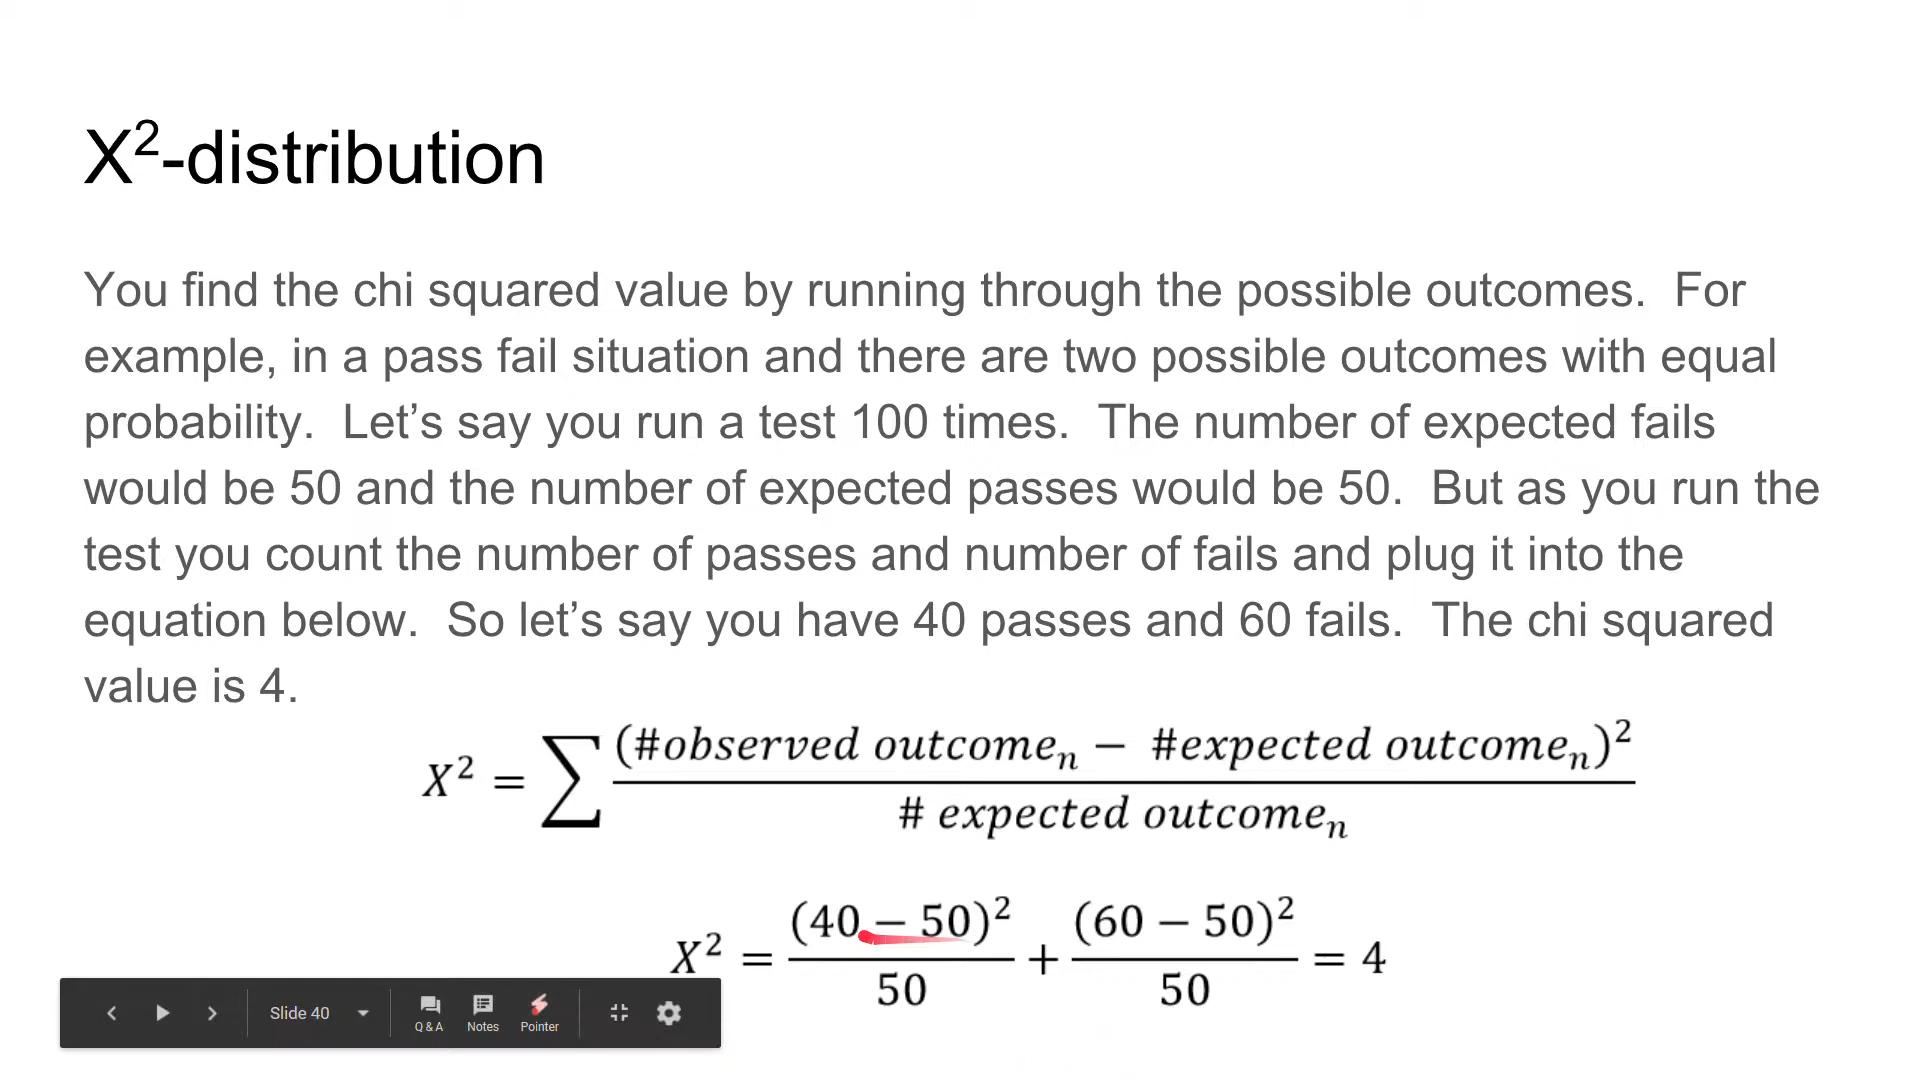 X²-distribution
You find the chi squared value by running through the possible outcomes.  For
example, in a pass fail situation and there are two possible outcomes with equal
probability.  Let’s say you run a test 100 times.  The number of expected fails
would be 50 and the number of expected passes would be 50.  But as you run the
test you count the number of passes and number of fails and plug it into the
equation below.  So let’s say you have 40 passes and 60 fails.  The chi squared
value is 4.
X² = ∑ (#observed outcomeₙ − #expected outcomeₙ)² / # expected outcomeₙ
X² = (40 − 50)² / 50 + (60 − 50)² / 50 = 4
Slide 40
Q & A
Notes
Pointer